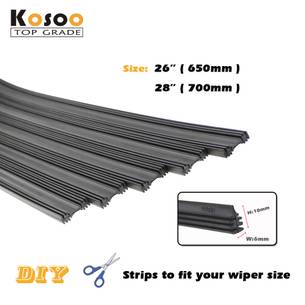 Kosoo
TOP GRADE
Size: 26" ( 650mm )
28" ( 700mm )
H:10mm
W:6mm
DIY
Strips to fit your wiper size